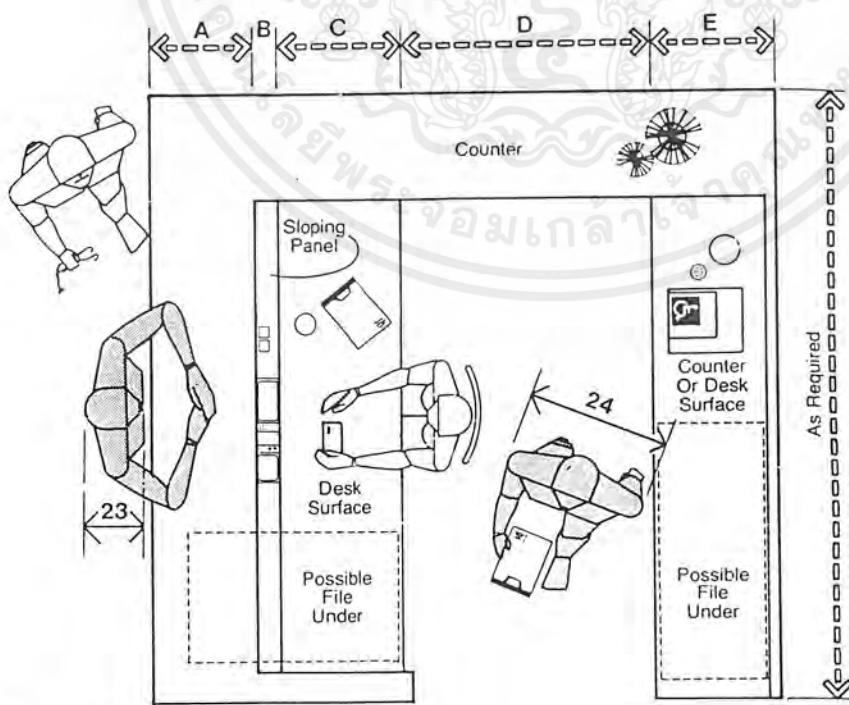 A
B
C
D
E
Counter
Sloping
Panel
Counter
Or Desk
Surface
As Required
24
23
Desk
Surface
Possible
File
Under
Possible
File
Under